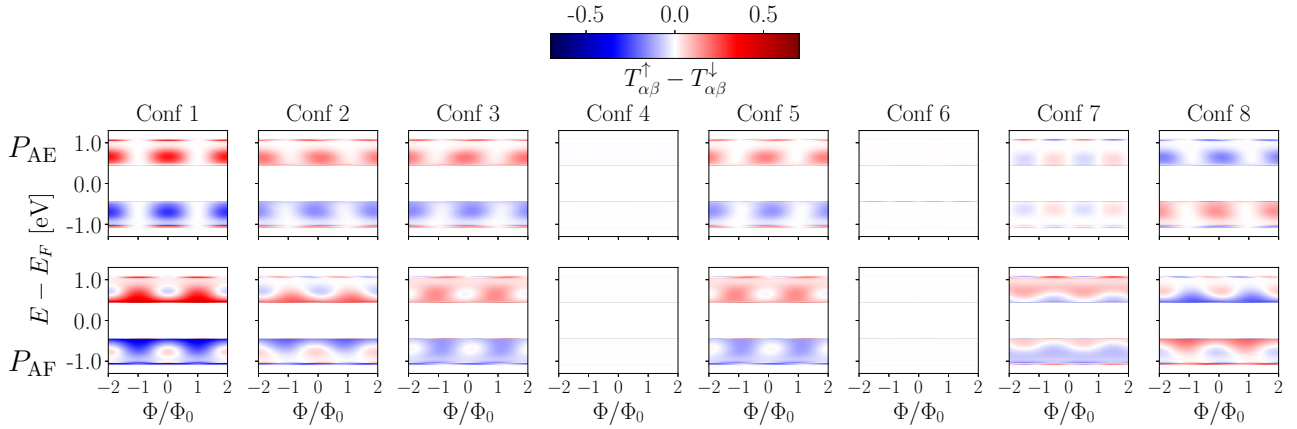 -0.5 0.0 0.5
T↑αβ − T↓αβ
Conf 1 Conf 2 Conf 3 Conf 4 Conf 5 Conf 6 Conf 7 Conf 8
P_AE
1.0
0.0
-1.0
E − E_F [eV]
1.0
0.0
-1.0
P_AF
−2 −1 0 1 2 −2 −1 0 1 2 −2 −1 0 1 2 −2 −1 0 1 2 −2 −1 0 1 2 −2 −1 0 1 2 −2 −1 0 1 2 −2 −1 0 1 2
Φ/Φ₀ Φ/Φ₀ Φ/Φ₀ Φ/Φ₀ Φ/Φ₀ Φ/Φ₀ Φ/Φ₀ Φ/Φ₀